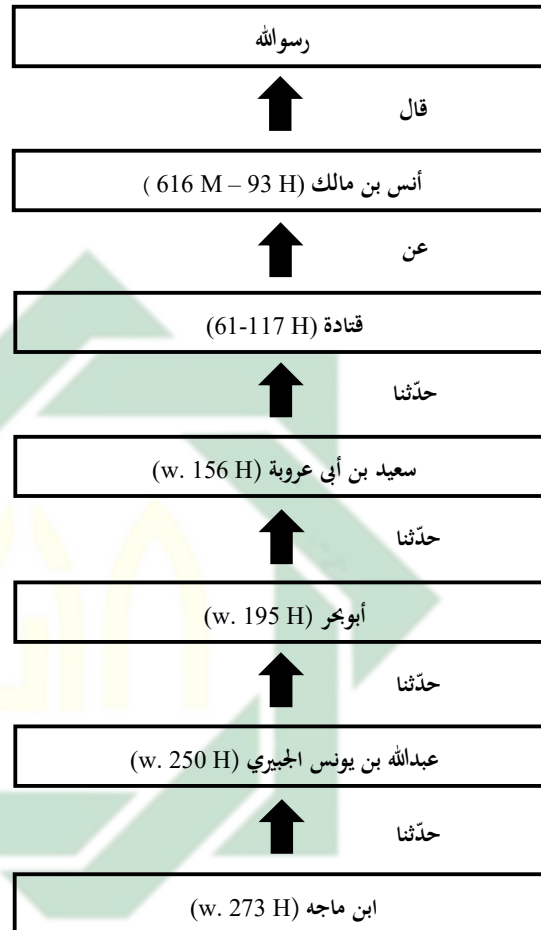 رسوالله
قال
أنس بن مالك (616 M – 93 H )
عن
قتادة (61-117 H)
حدّثنا
سعيد بن أبى عروبة (w. 156 H)
حدّثنا
أبوبحر (w. 195 H)
حدّثنا
عبدالله بن يونس الجبيري (w. 250 H)
حدّثنا
ابن ماجه (w. 273 H)